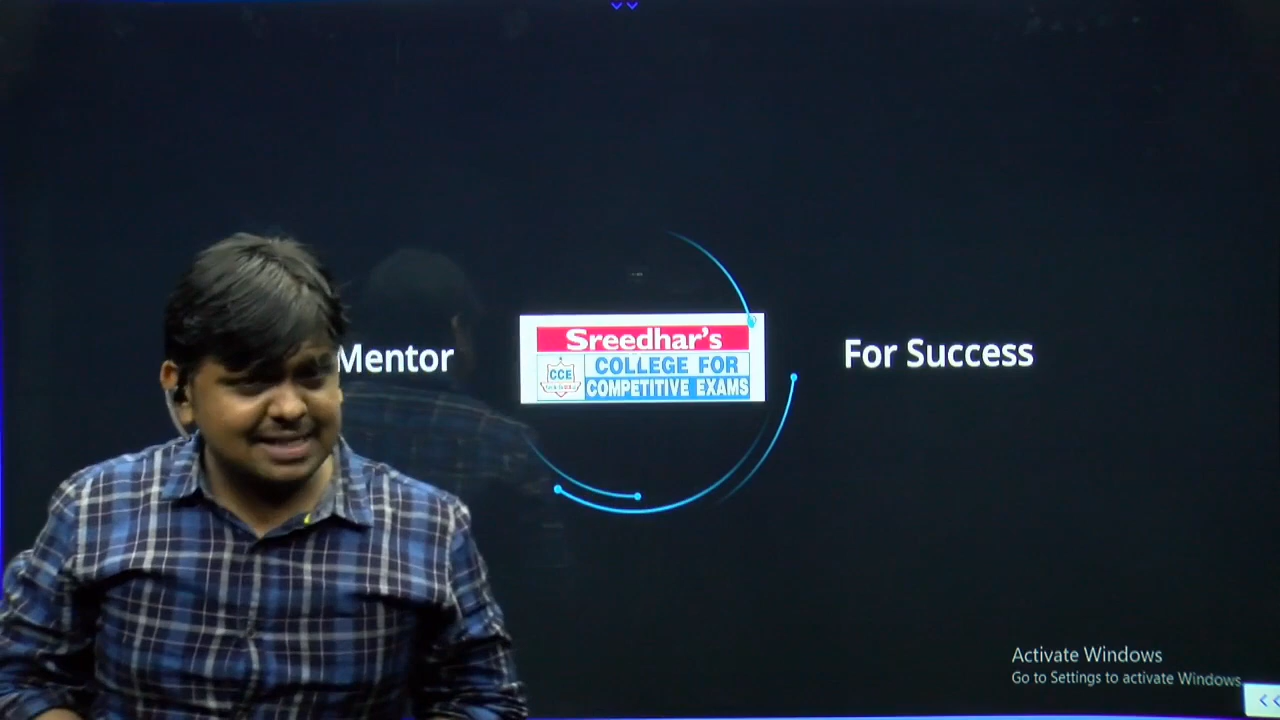 Mentor
Sreedhar's
COLLEGE FOR
CCE
COMPETITIVE EXAMS
For Success
Activate Windows
Go to Settings to activate Windows.